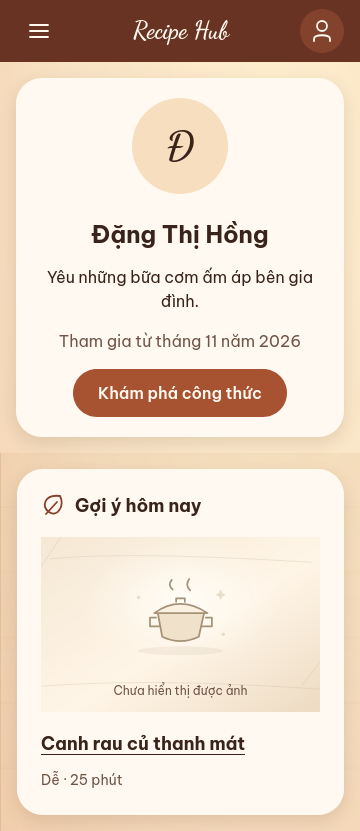 Recipe Hub
Đ
Đặng Thị Hồng
Yêu những bữa cơm ấm áp bên gia
đình.
Tham gia từ tháng 11 năm 2026
Khám phá công thức
Gợi ý hôm nay
Chưa hiển thị được ảnh
Canh rau củ thanh mát
Dễ · 25 phút